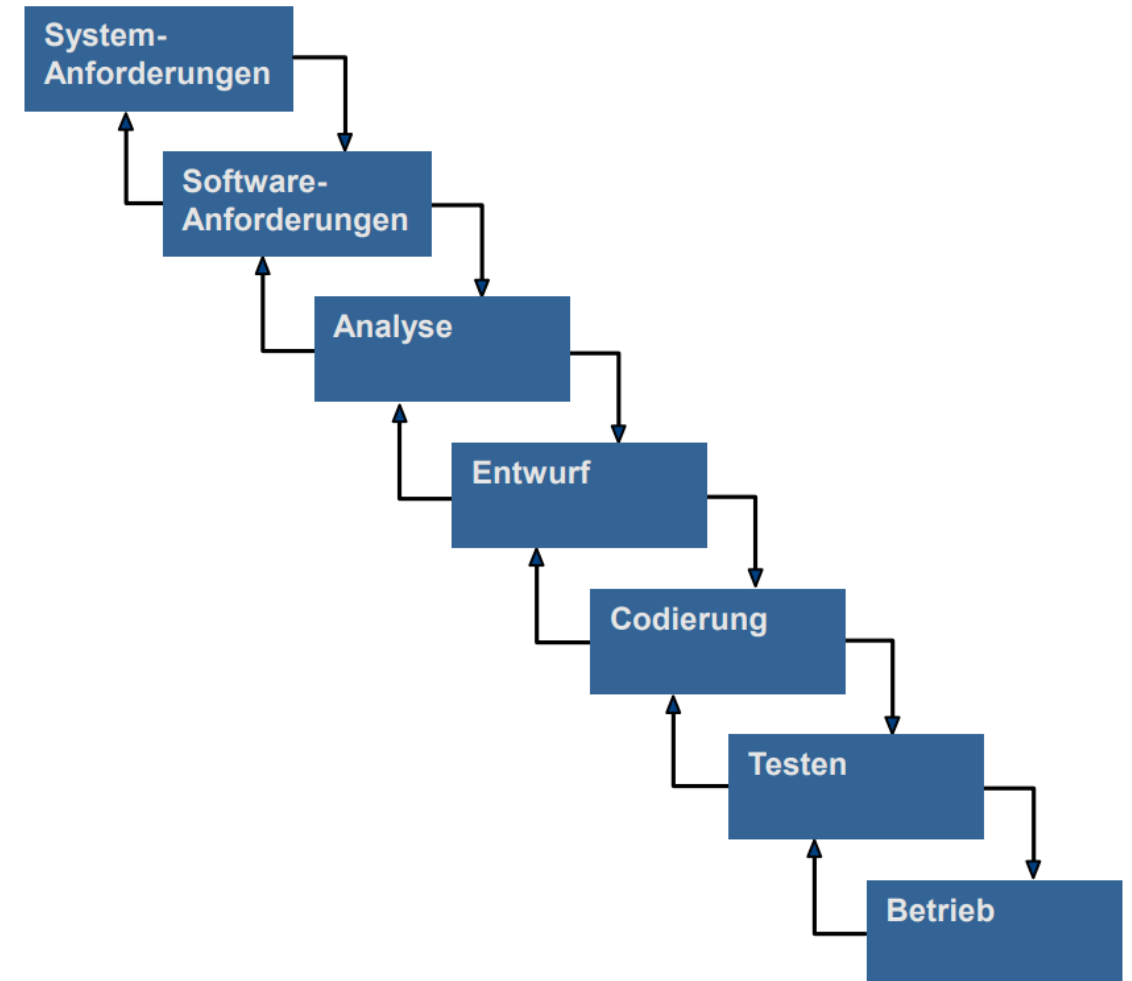 System-
Anforderungen
Software-
Anforderungen
Analyse
Entwurf
Codierung
Testen
Betrieb